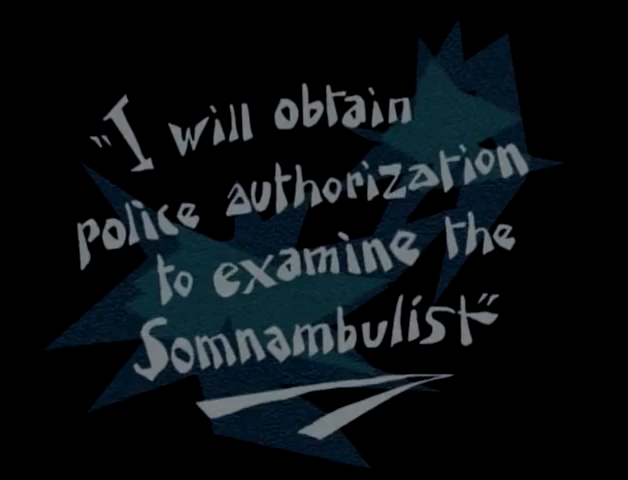 "I will obtain
police authorization
to examine the
Somnambulist"